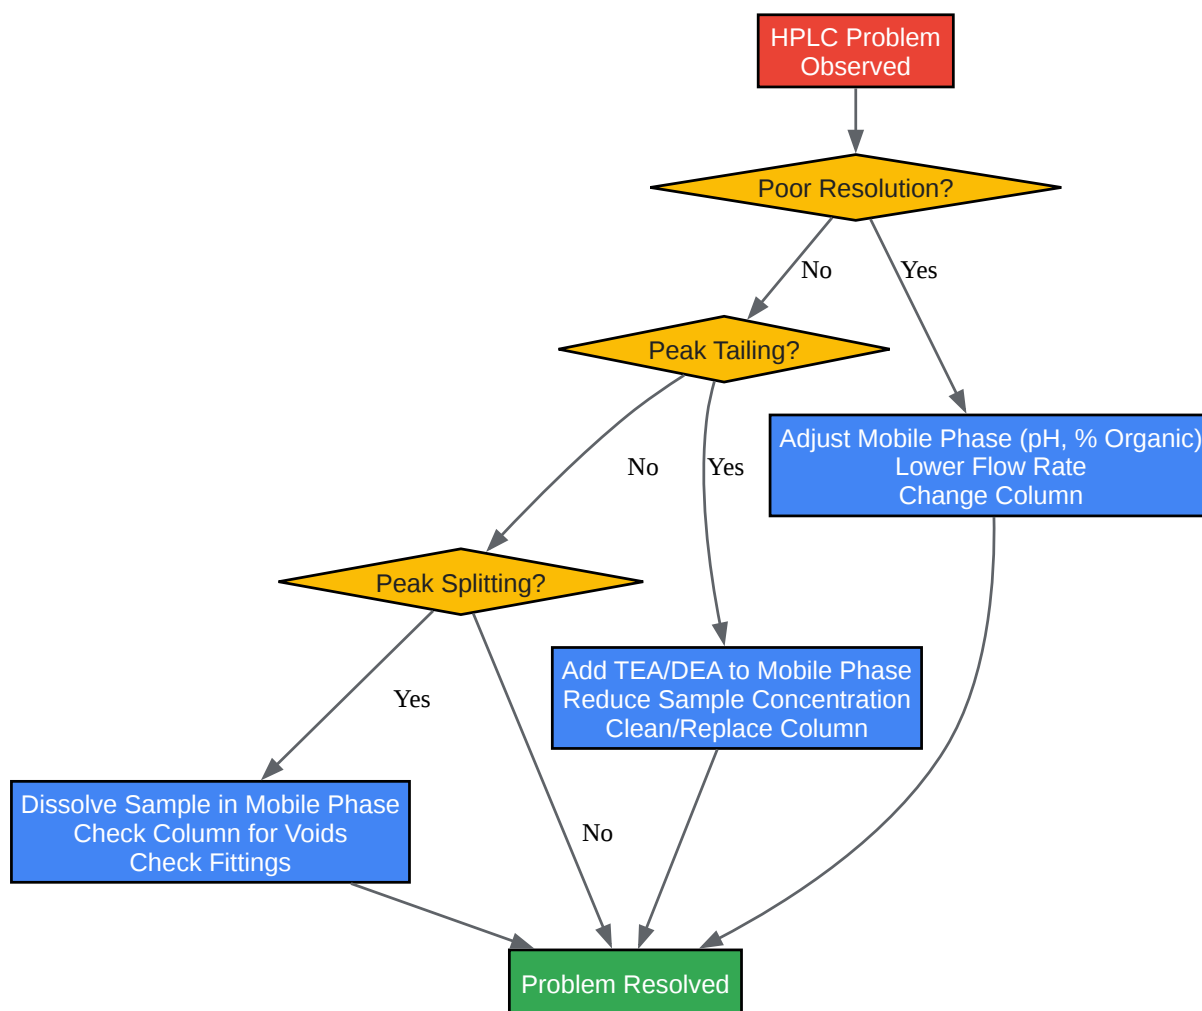 HPLC Problem
Observed
Poor Resolution?
No
Yes
Peak Tailing?
Adjust Mobile Phase (pH, % Organic)
Lower Flow Rate
Change Column
No
Yes
Peak Splitting?
Add TEA/DEA to Mobile Phase
Reduce Sample Concentration
Clean/Replace Column
Yes
Dissolve Sample in Mobile Phase
Check Column for Voids
Check Fittings
No
Problem Resolved